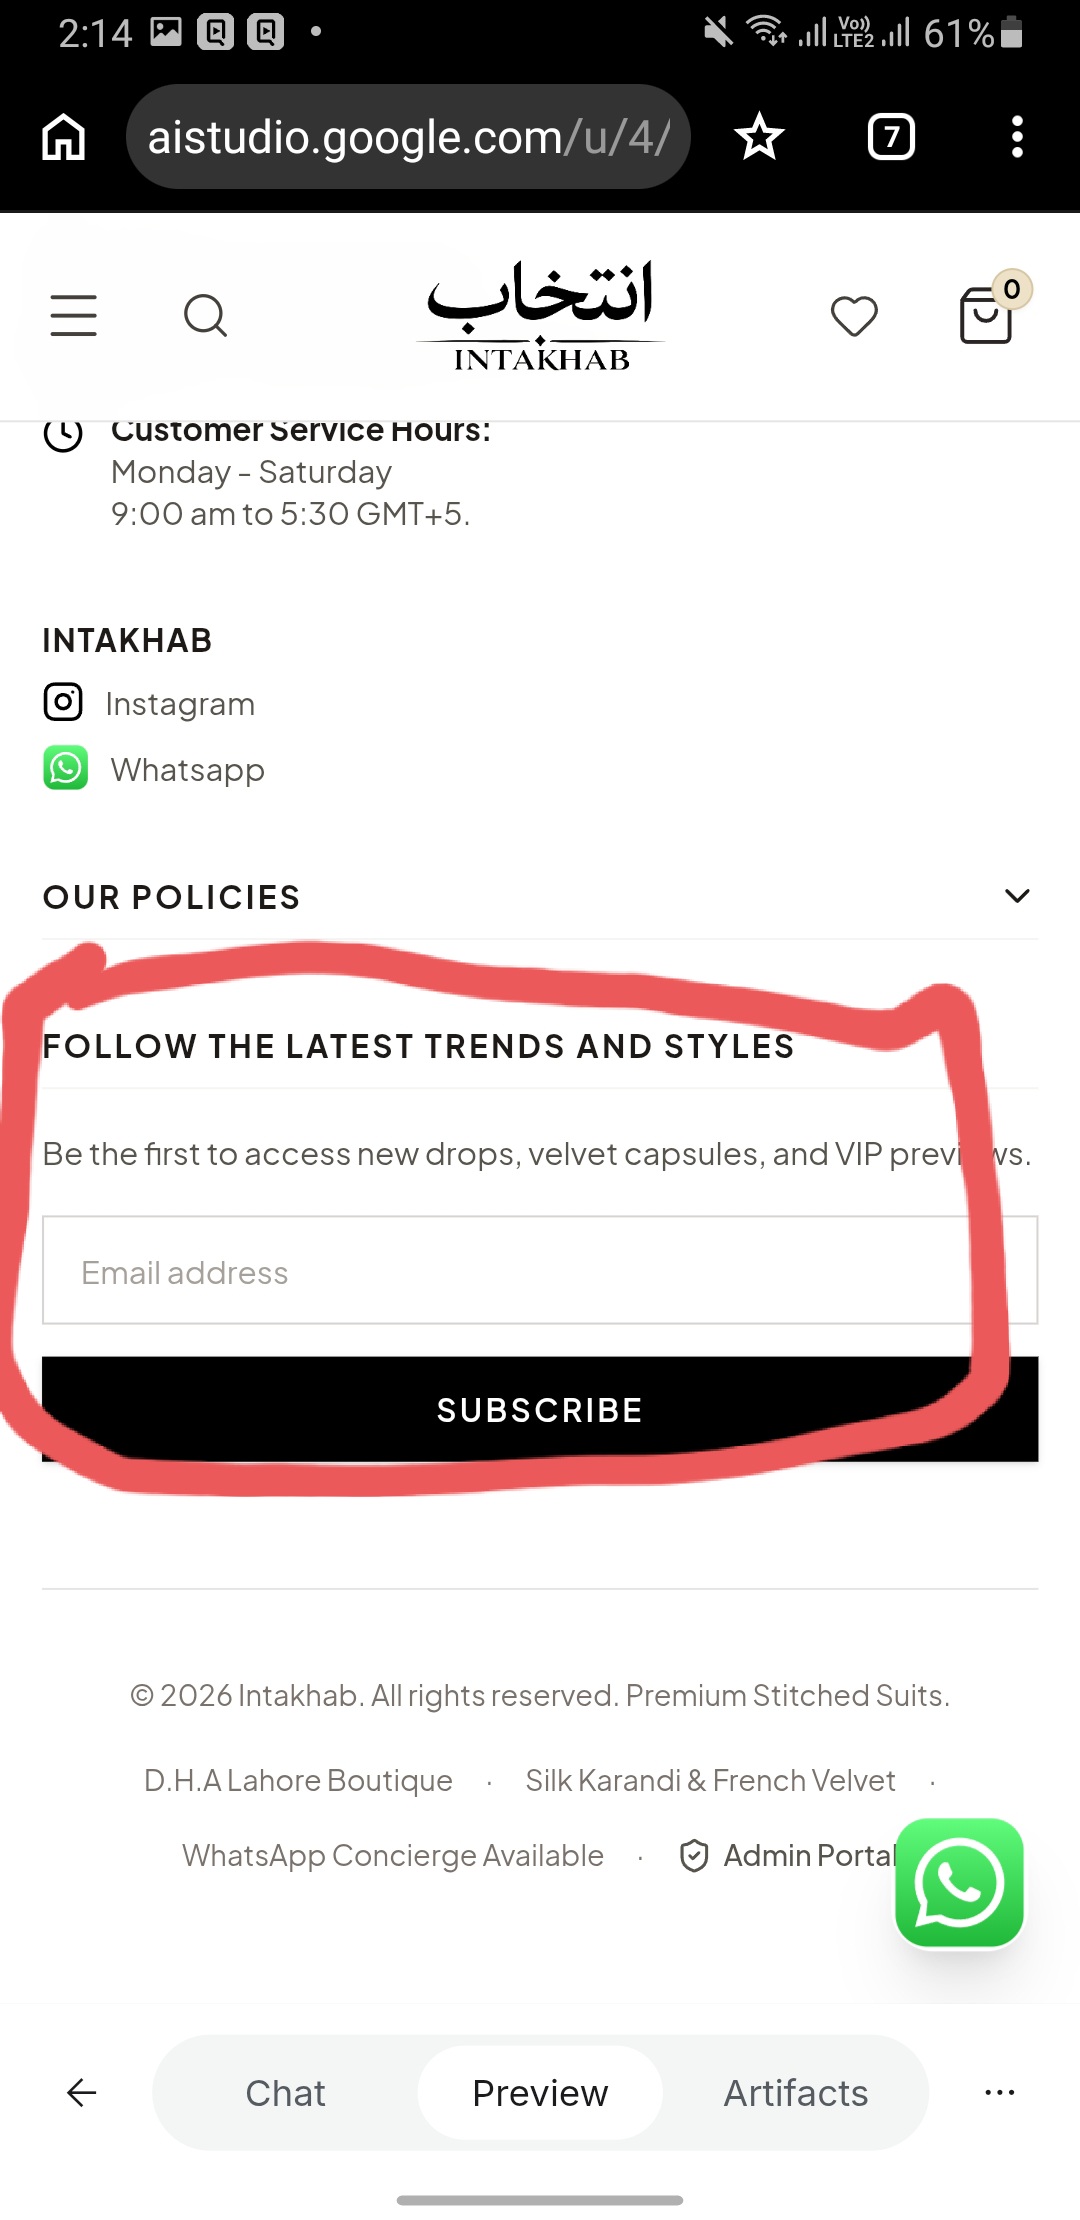 2:14
Vo))
LTE2
61%
aistudio.google.com/u/4/
7
انتخاب
INTAKHAB
0
Customer Service Hours:
Monday - Saturday
9:00 am to 5:30 GMT+5.
INTAKHAB
Instagram
Whatsapp
OUR POLICIES
FOLLOW THE LATEST TRENDS AND STYLES
Be the first to access new drops, velvet capsules, and VIP previews.
Email address
SUBSCRIBE
© 2026 Intakhab. All rights reserved. Premium Stitched Suits.
D.H.A Lahore Boutique · Silk Karandi & French Velvet ·
WhatsApp Concierge Available · Admin Portal
Chat Preview Artifacts